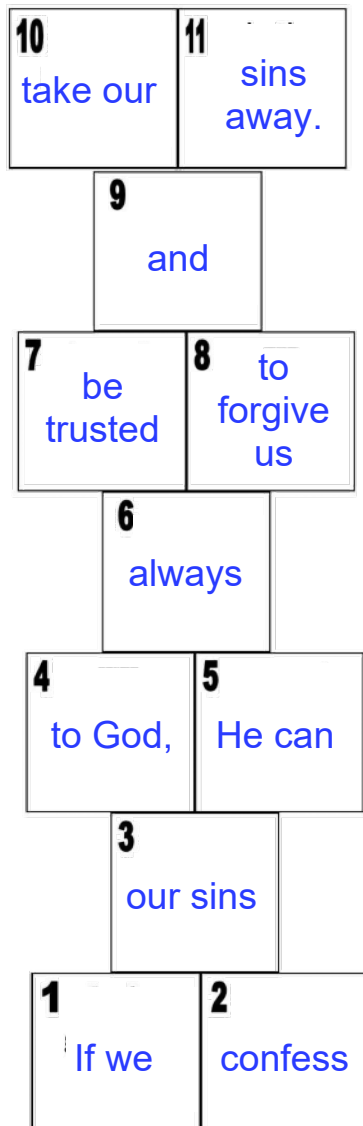 10
take our
11
sins
away.
9
and
7
be
trusted
8
to
forgive
us
6
always
4
to God,
5
He can
3
our sins
1
If we
2
confess